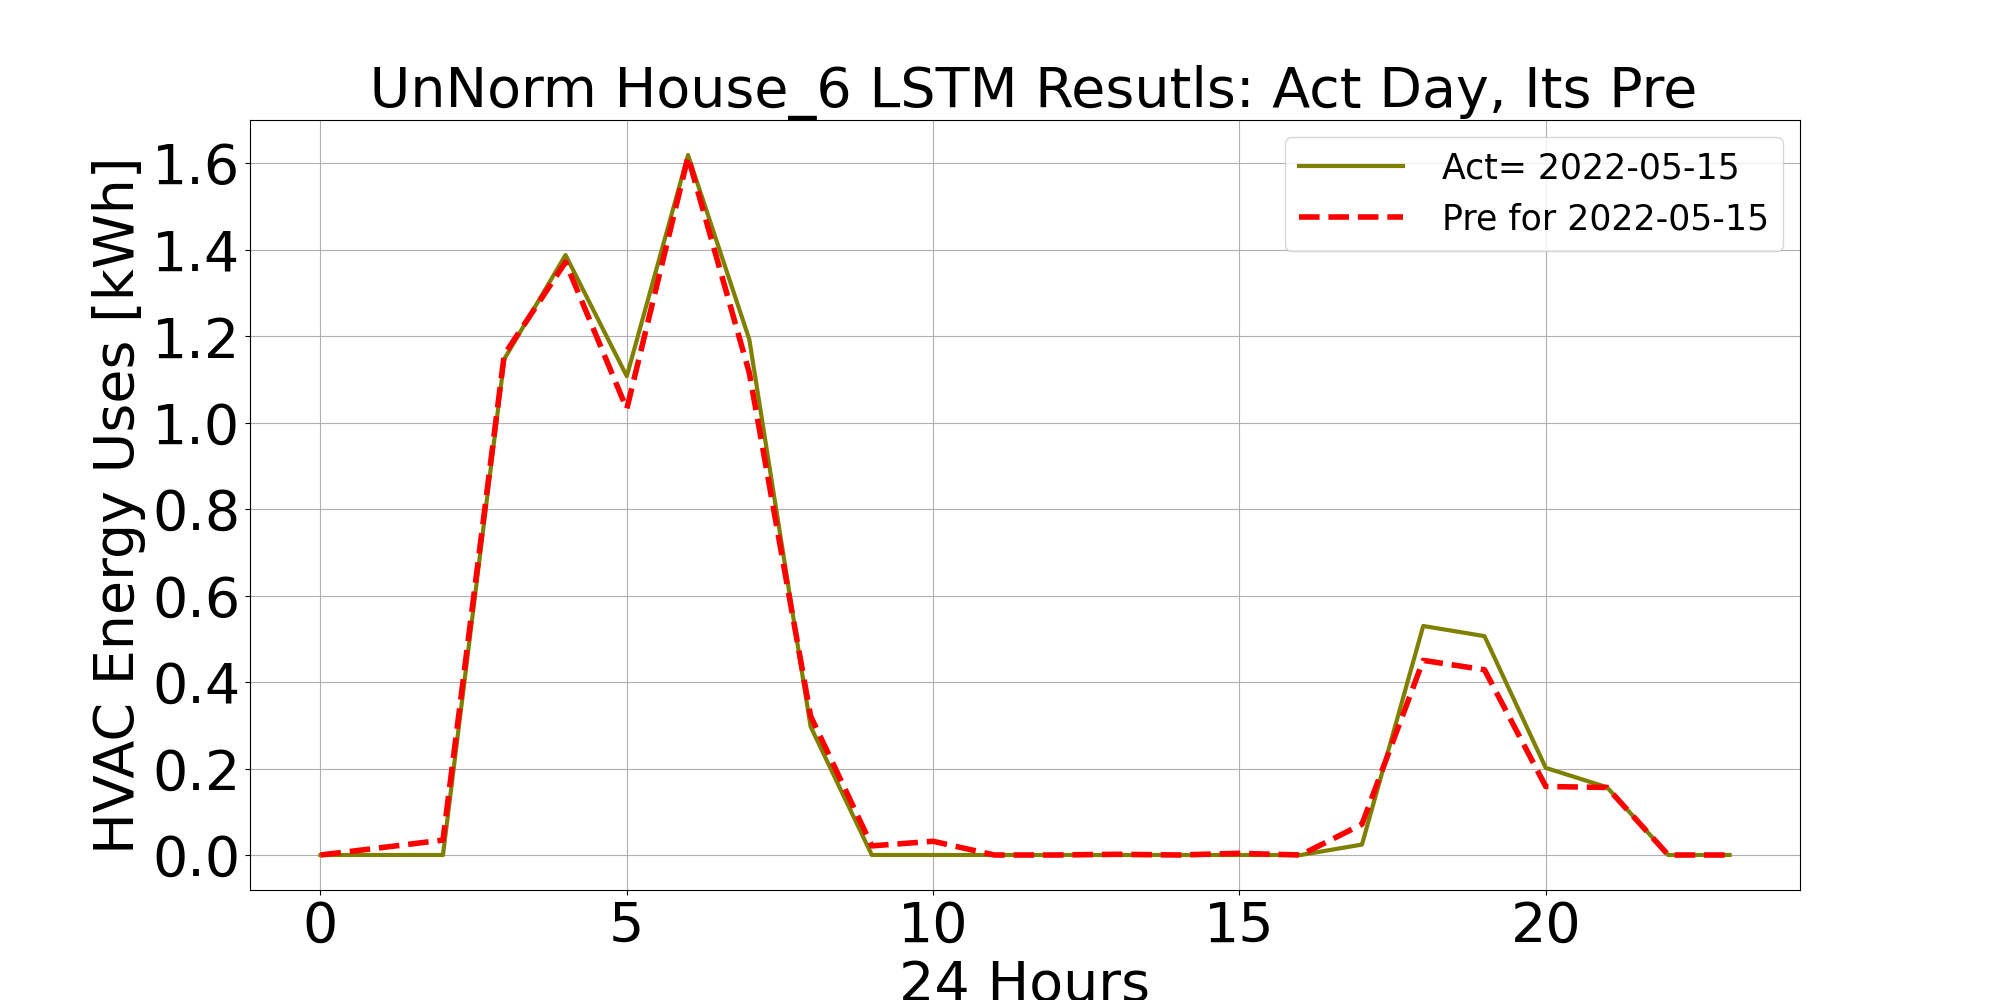 UnNorm House_6 LSTM Resutls: Act Day, Its Pre
HVAC Energy Uses [kWh]
1.6
1.4
1.2
1.0
0.8
0.6
0.4
0.2
0.0
Act= 2022-05-15
Pre for 2022-05-15
0 5 10 15 20
24 Hours